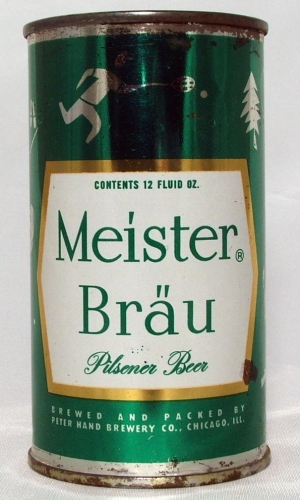 CONTENTS 12 FLUID OZ.
Meister®
Bräu
Pilsener Beer
BREWED AND PACKED BY
PETER HAND BREWERY CO., CHICAGO, ILL.